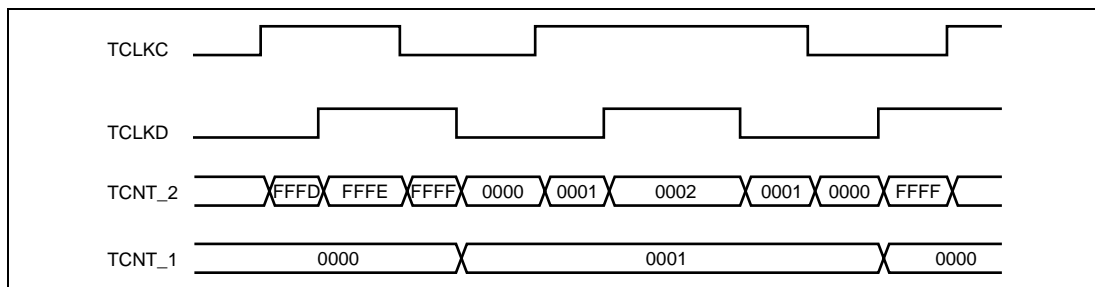 TCLKC
TCLKD
TCNT_2 FFFD FFFE FFFF 0000 0001 0002 0001 0000 FFFF
TCNT_1 0000 0001 0000